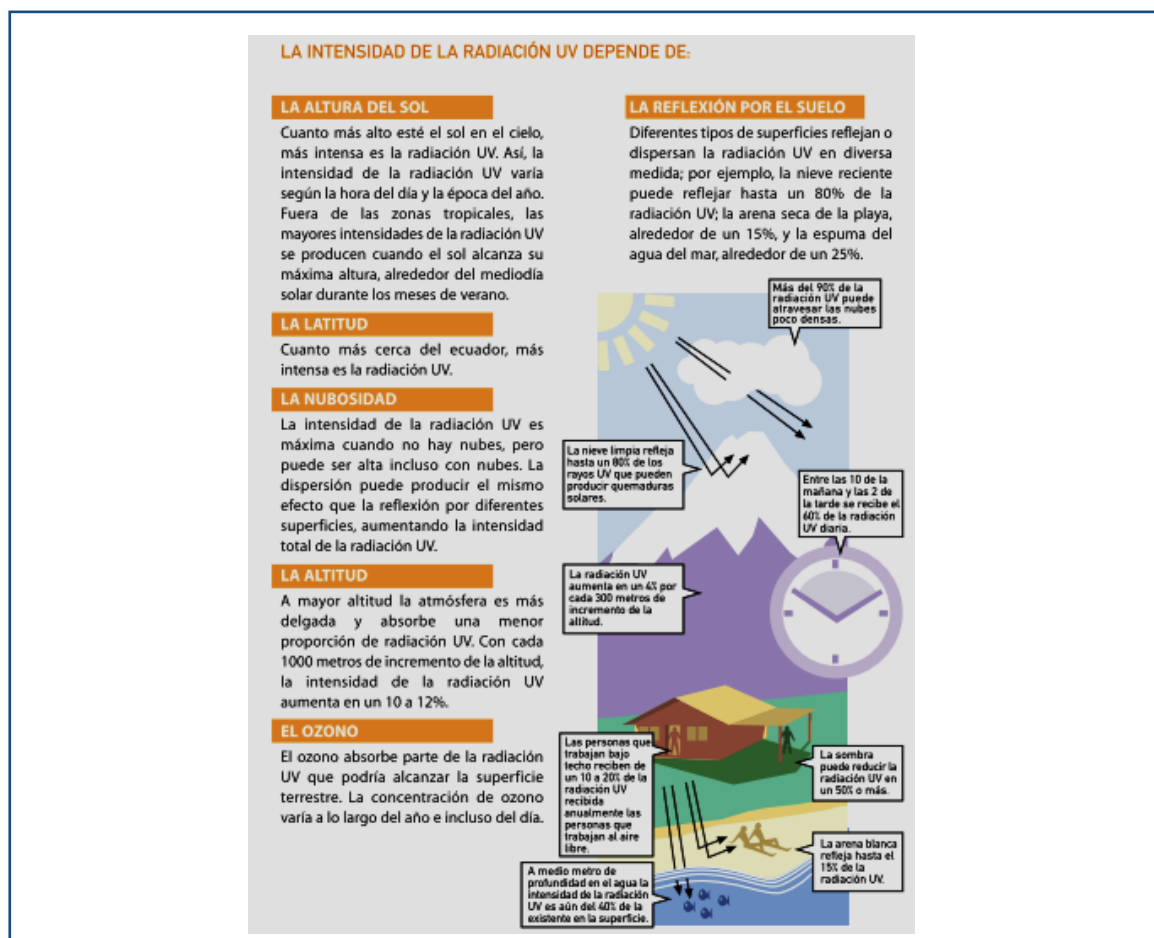 LA INTENSIDAD DE LA RADIACIÓN UV DEPENDE DE:
LA ALTURA DEL SOL
Cuanto más alto esté el sol en el cielo,
más intensa es la radiación UV. Así, la
intensidad de la radiación UV varía
según la hora del día y la época del año.
Fuera de las zonas tropicales, las
mayores intensidades de la radiación UV
se producen cuando el sol alcanza su
máxima altura, alrededor del mediodía
solar durante los meses de verano.
LA LATITUD
Cuanto más cerca del ecuador, más
intensa es la radiación UV.
LA NUBOSIDAD
La intensidad de la radiación UV es
máxima cuando no hay nubes, pero
puede ser alta incluso con nubes. La
dispersión puede producir el mismo
efecto que la reflexión por diferentes
superficies, aumentando la intensidad
total de la radiación UV.
LA ALTITUD
A mayor altitud la atmósfera es más
delgada y absorbe una menor
proporción de radiación UV. Con cada
1000 metros de incremento de la altitud,
la intensidad de la radiación UV
aumenta en un 10 a 12%.
EL OZONO
El ozono absorbe parte de la radiación
UV que podría alcanzar la superficie
terrestre. La concentración de ozono
varía a lo largo del año e incluso del día.
LA REFLEXIÓN POR EL SUELO
Diferentes tipos de superficies reflejan o
dispersan la radiación UV en diversa
medida; por ejemplo, la nieve reciente
puede reflejar hasta un 80% de la
radiación UV; la arena seca de la playa,
alrededor de un 15%, y la espuma del
agua del mar, alrededor de un 25%.
Más del 90% de la
radiación UV puede
atravesar las nubes
poco densas.
La nieve limpia refleja
hasta un 80% de los
rayos UV que pueden
producir quemaduras
solares.
Entre las 10 de la
mañana y las 2 de
la tarde se recibe el
60% de la radiación
UV diaria.
La radiación UV
aumenta en un 4% por
cada 300 metros de
incremento de la
altitud.
Las personas que
trabajan bajo
techo reciben de
un 10 a 20% de la
radiación UV
recibida
anualmente las
personas que
trabajan al aire
libre.
La sombra
puede reducir la
radiación UV en
un 50% o más.
La arena blanca
refleja hasta el
15% de la
radiación UV.
A medio metro de
profundidad en el agua la
intensidad de la radiación
UV es aún del 40% de la
existente en la superficie.